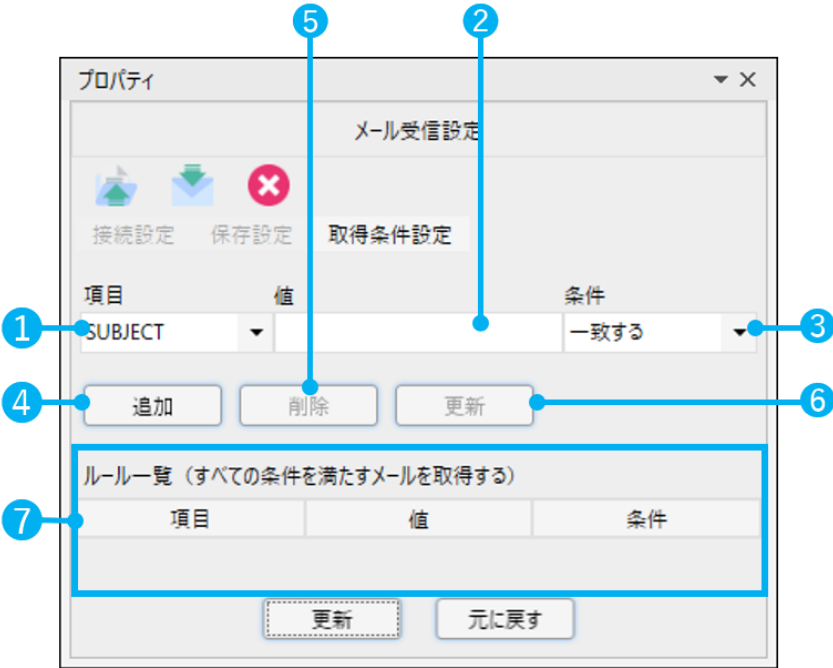 5 2
プロパティ
メール受信設定
接続設定 保存設定 取得条件設定
項目 値 条件
1 SUBJECT 一致する 3
4 追加 削除 更新 6
ルール一覧（すべての条件を満たすメールを取得する）
7 項目 値 条件
更新 元に戻す